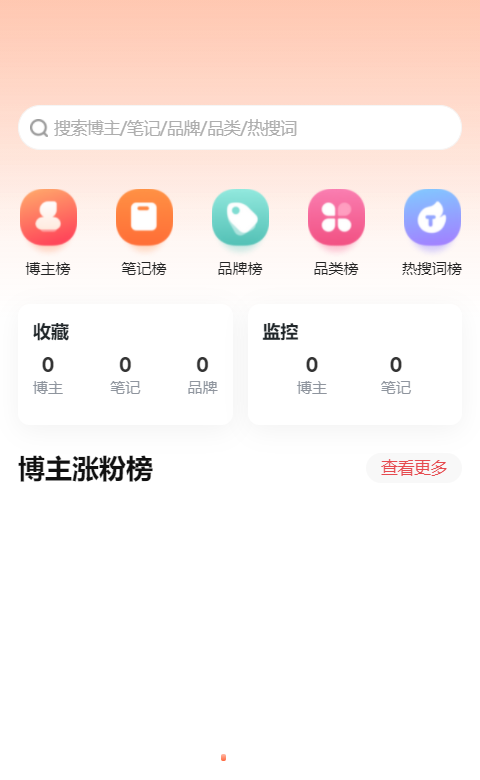 搜索博主/笔记/品牌/品类/热搜词
博主榜 笔记榜 品牌榜 品类榜 热搜词榜
收藏 监控
0 0 0 0 0
博主 笔记 品牌 博主 笔记
博主涨粉榜 查看更多